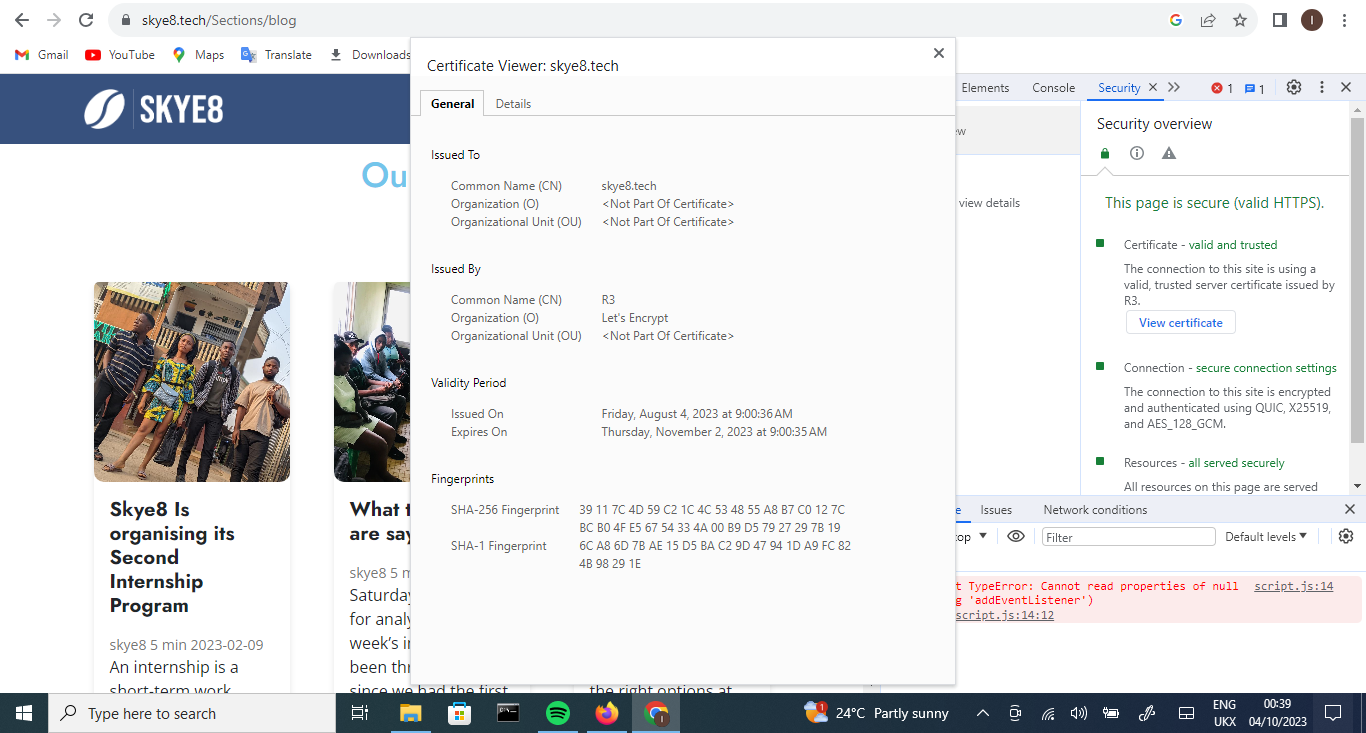 skye8.tech/Sections/blog
Gmail
YouTube
Maps
Translate
Downloads
SKYE8
Ou
Skye8 Is
organising its
Second
Internship
Program
skye8 5 min 2023-02-09
An internship is a
short-term work
What t
are say
skye8 5 m
Saturday
for analy
week's in
been thr
since we had the first
the right options at
Certificate Viewer: skye8.tech
General
Details
Issued To
Common Name (CN) skye8.tech
Organization (O) <Not Part Of Certificate>
Organizational Unit (OU) <Not Part Of Certificate>
Issued By
Common Name (CN) R3
Organization (O) Let's Encrypt
Organizational Unit (OU) <Not Part Of Certificate>
Validity Period
Issued On Friday, August 4, 2023 at 9:00:36 AM
Expires On Thursday, November 2, 2023 at 9:00:35 AM
Fingerprints
SHA-256 Fingerprint 39 11 7C 4D 59 C2 1C 4C 53 48 55 A8 B7 C0 12 7C
BC B0 4F E5 67 54 33 4A 00 B9 D5 79 27 29 7B 19
SHA-1 Fingerprint 6C A8 6D 7B AE 15 D5 BA C2 9D 47 94 1D A9 FC 82
4B 98 29 1E
Elements
Console
Security
1
1
ew
view details
Security overview
This page is secure (valid HTTPS).
Certificate - valid and trusted
The connection to this site is using a
valid, trusted server certificate issued by
R3.
View certificate
Connection - secure connection settings
The connection to this site is encrypted
and authenticated using QUIC, X25519,
and AES_128_GCM.
Resources - all served securely
All resources on this page are served
e
Issues
Network conditions
op
Filter
Default levels
t TypeError: Cannot read properties of null script.js:14
g 'addEventListener')
script.js:14:12
Type here to search
1
24°C Partly sunny
ENG
UKX
00:39
04/10/2023
I
I